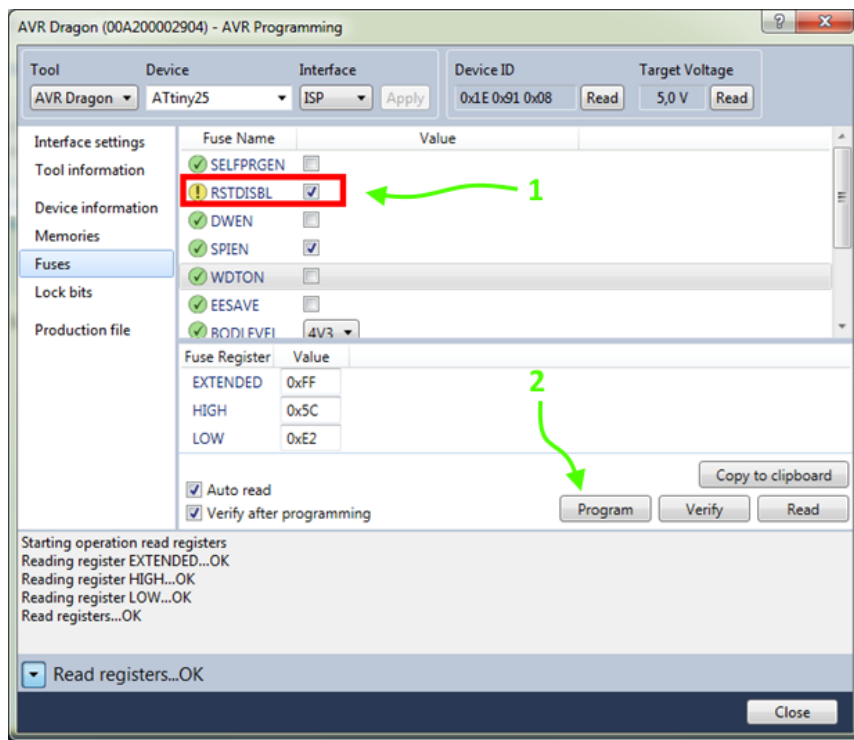 AVR Dragon (00A200002904) - AVR Programming
Tool Device Interface Device ID Target Voltage
AVR Dragon ATtiny25 ISP Apply 0x1E 0x91 0x08 Read 5,0 V Read
Interface settings
Tool information
Device information
Memories
Fuses
Lock bits
Production file
Fuse Name Value
SELFPRGEN
RSTDISBL 1
DWEN
SPIEN
WDTON
EESAVE
BODLEVEL 4V3
Fuse Register Value
EXTENDED 0xFF
HIGH 0x5C
LOW 0xE2
2
Copy to clipboard
Auto read
Verify after programming
Program Verify Read
Starting operation read registers
Reading register EXTENDED...OK
Reading register HIGH...OK
Reading register LOW...OK
Read registers...OK
Read registers...OK
Close